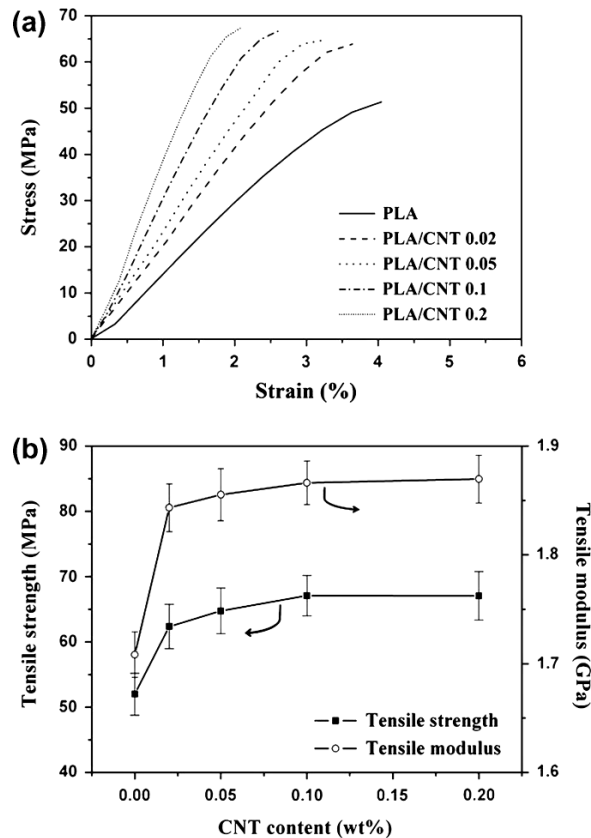 (a)
70
60
50
40
30
20
10
0
Stress (MPa)
PLA
PLA/CNT 0.02
PLA/CNT 0.05
PLA/CNT 0.1
PLA/CNT 0.2
0 1 2 3 4 5 6
Strain (%)
(b)
90
80
70
60
50
40
Tensile strength (MPa)
1.9
1.8
1.7
1.6
Tensile modulus (GPa)
Tensile strength
Tensile modulus
0.00 0.05 0.10 0.15 0.20
CNT content (wt%)